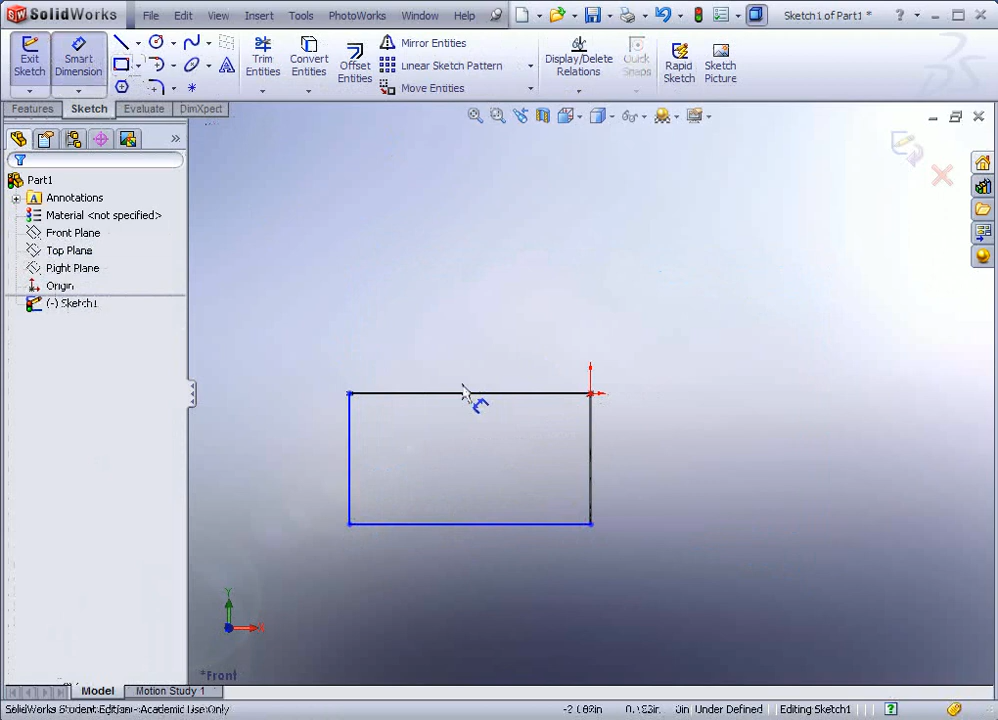 SolidWorks File Edit View Insert Tools PhotoWorks Window Help Sketch1 of Part1 * ?
Exit Sketch
Smart Dimension
Trim Entities
Convert Entities
Offset Entities
Mirror Entities
Linear Sketch Pattern
Move Entities
Display/Delete Relations
Quick Snaps
Rapid Sketch
Sketch Picture
Features Sketch Evaluate DimXpert
Part1
Annotations
Material <not specified>
Front Plane
Top Plane
Right Plane
Origin
(-) Sketch1
Y
X
*Front
Model Motion Study 1
SolidWorks Student Edition - Academic Use Only 0in Under Defined Editing Sketch1 ?